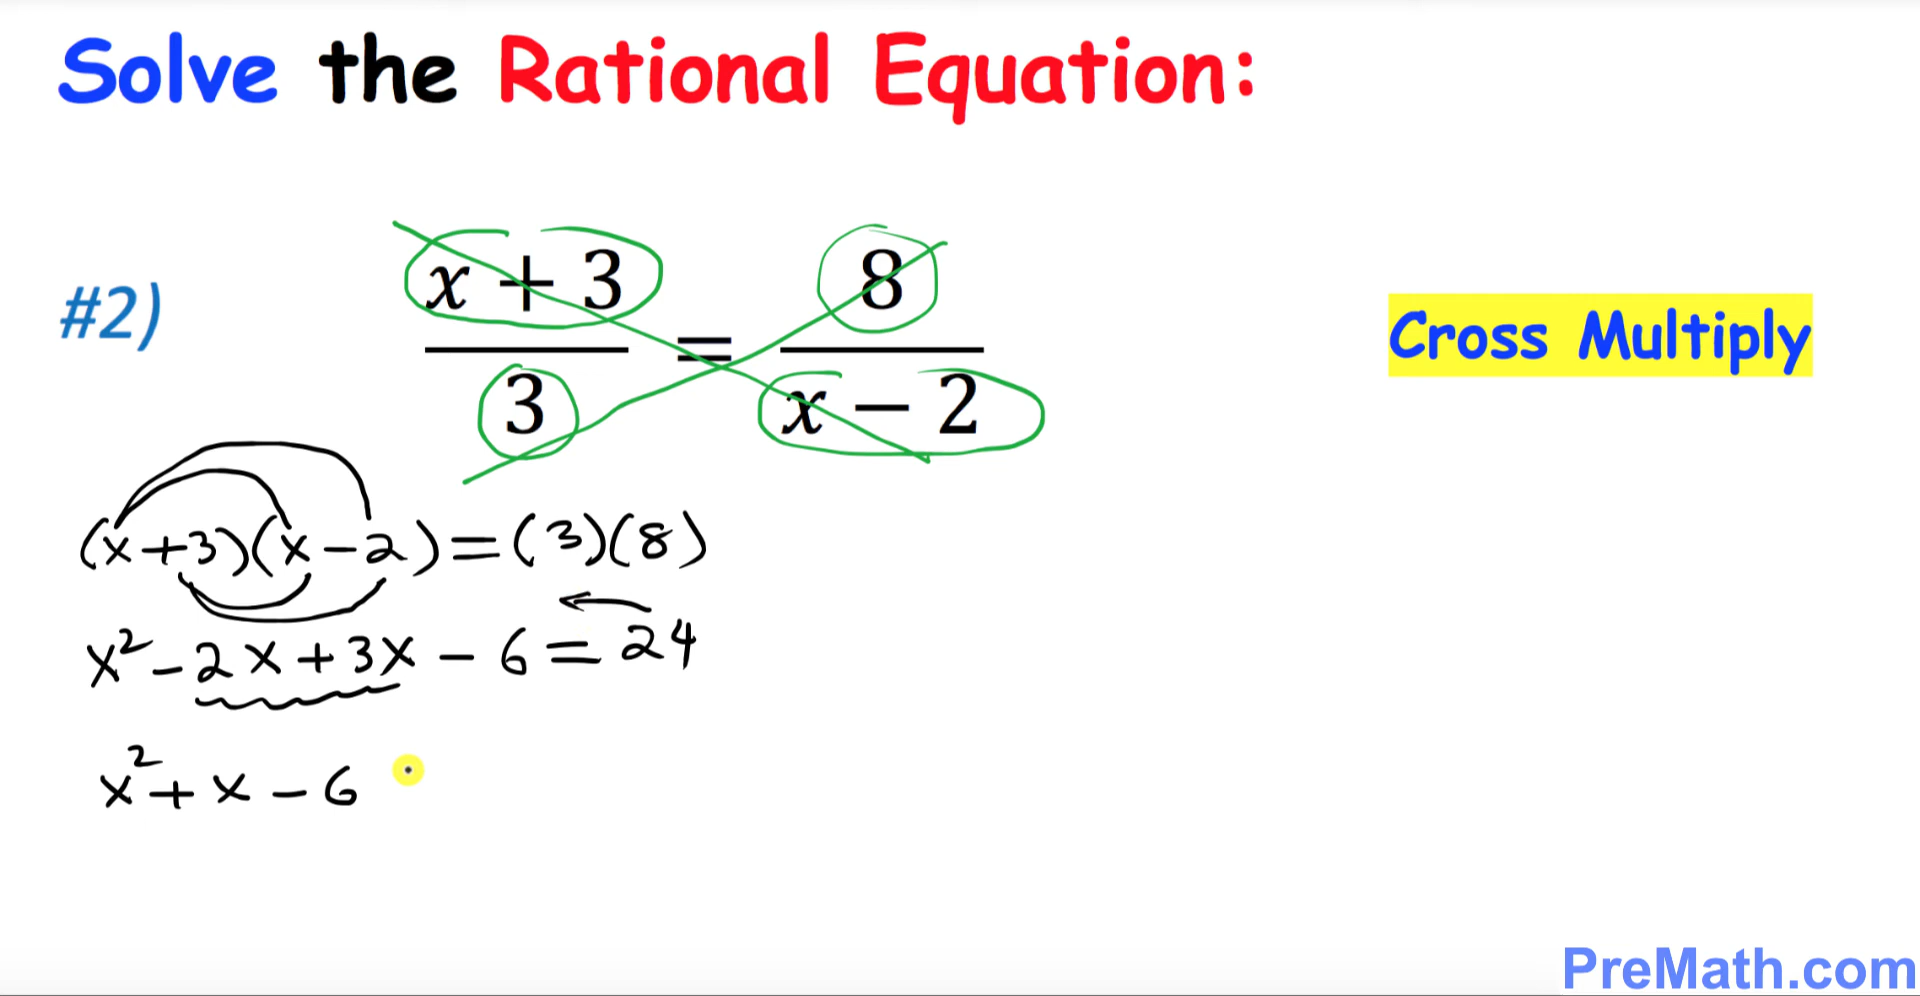 Solve the Rational Equation:
#2)
x + 3 / 3 = 8 / x − 2
Cross Multiply
(x+3)(x-2)=(3)(8)
x²-2x+3x-6=24
x²+x-6
PreMath.com